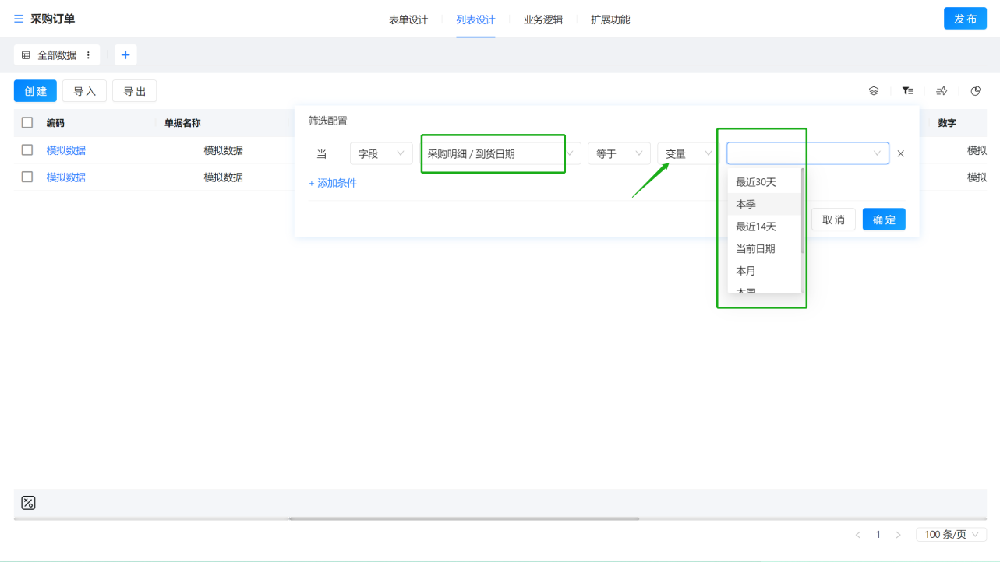 采购订单
表单设计
列表设计
业务逻辑
扩展功能
发布
全部数据
创建
导入
导出
编码
单据名称
数字
模拟数据
模拟数据
模拟
模拟数据
模拟数据
模拟
筛选配置
当
字段
采购明细 / 到货日期
等于
变量
+ 添加条件
最近30天
本季
最近14天
当前日期
本月
本周
取消
确定
1
100 条/页